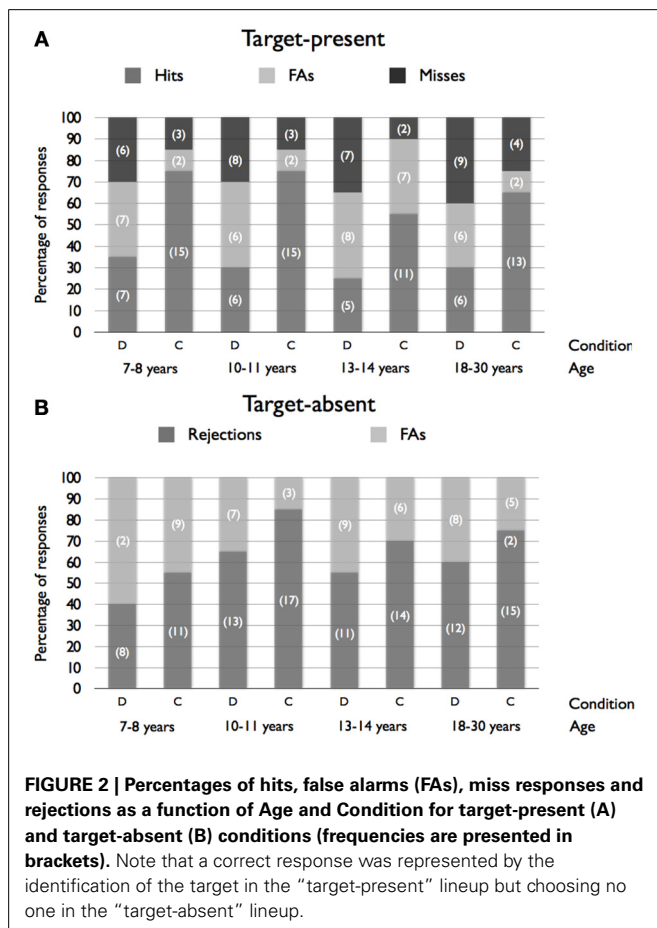 A
Target-present
Hits FAs Misses
Percentage of responses
100
90
80
70
60
50
40
30
20
10
0
(6) (3) (8) (3) (7) (2) (9) (4)
(7) (2) (6) (2) (8) (7) (6) (2)
(7) (15) (6) (15) (5) (11) (6) (13)
D C D C D C D C Condition
7-8 years 10-11 years 13-14 years 18-30 years Age
B
Target-absent
Rejections FAs
Percentage of responses
100
90
80
70
60
50
40
30
20
10
0
(2) (9) (7) (3) (9) (6) (8) (5)
(2)
(8) (11) (13) (17) (11) (14) (12) (15)
D C D C D C D C Condition
7-8 years 10-11 years 13-14 years 18-30 years Age
FIGURE 2 | Percentages of hits, false alarms (FAs), miss responses and
rejections as a function of Age and Condition for target-present (A)
and target-absent (B) conditions (frequencies are presented in
brackets). Note that a correct response was represented by the
identification of the target in the “target-present” lineup but choosing no
one in the “target-absent” lineup.